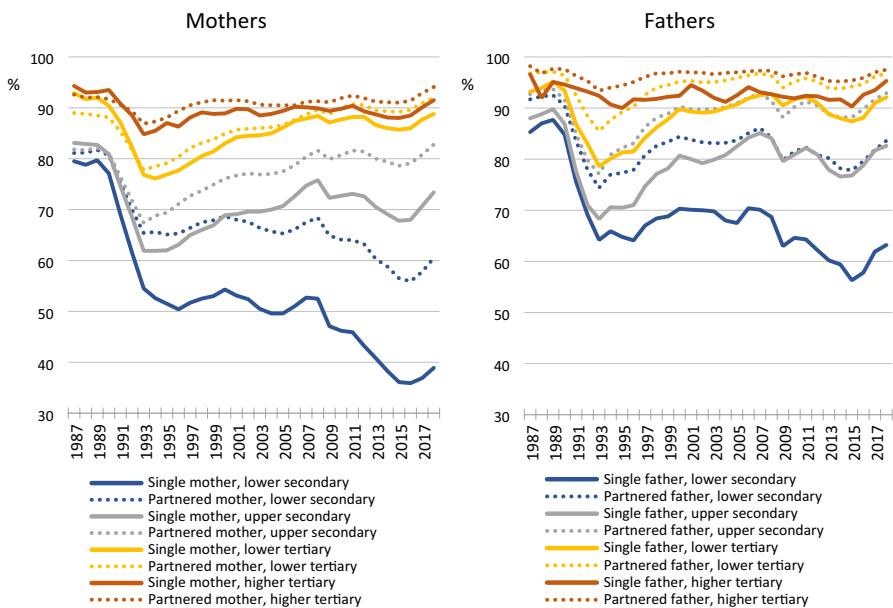 Mothers
%
100
90
80
70
60
50
40
30
1987
1989
1991
1993
1995
1997
1999
2001
2003
2005
2007
2009
2011
2013
2015
2017
Single mother, lower secondary
Partnered mother, lower secondary
Single mother, upper secondary
Partnered mother, upper secondary
Single mother, lower tertiary
Partnered mother, lower tertiary
Single mother, higher tertiary
Partnered mother, higher tertiary
Fathers
%
100
90
80
70
60
50
40
30
1987
1989
1991
1993
1995
1997
1999
2001
2003
2005
2007
2009
2011
2013
2015
2017
Single father, lower secondary
Partnered father, lower secondary
Single father, upper secondary
Partnered father, upper secondary
Single father, lower tertiary
Partnered father, lower tertiary
Single father, higher tertiary
Partnered father, higher tertiary